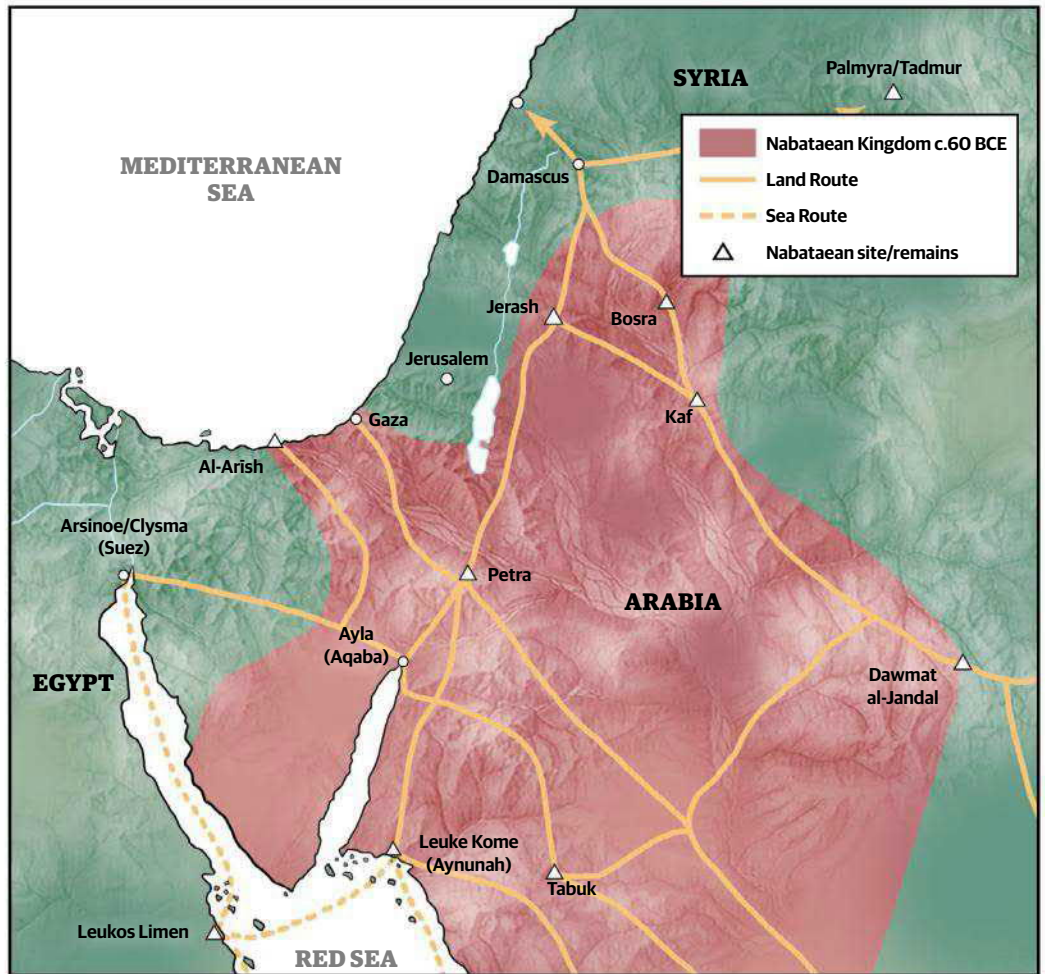 SYRIA
Palmyra/Tadmur
MEDITERRANEAN
SEA
Nabataean Kingdom c.60 BCE
Land Route
Sea Route
Nabataean site/remains
Damascus
Jerash
Bosra
Jerusalem
Kaf
Gaza
Al-Arīsh
Arsinoe/Clysma
(Suez)
Petra
ARABIA
Ayla
(Aqaba)
EGYPT
Dawmat
al-Jandal
Leuke Kome
(Aynunah)
Tabuk
Leukos Limen
RED SEA